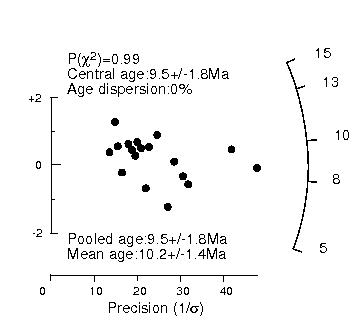 15
P(χ²)=0.99
Central age:9.5+/-1.8Ma
Age dispersion:0%
13
+2
10
0
8
-2
Pooled age:9.5+/-1.8Ma
Mean age:10.2+/-1.4Ma
5
0 10 20 30 40
Precision (1/σ)